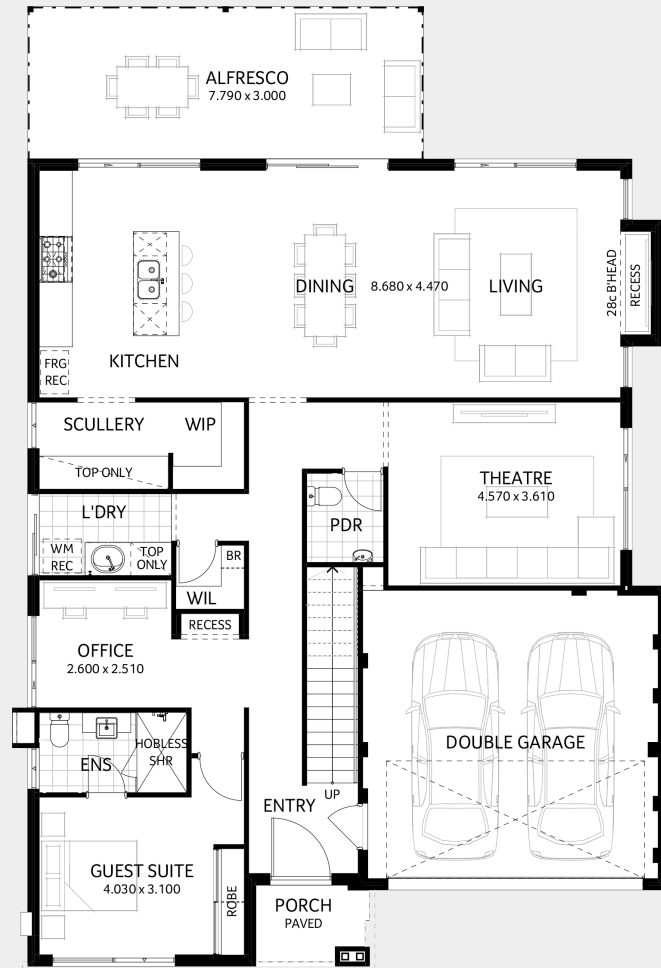 ALFRESCO
7.790 x 3.000
DINING
8.680 x 4.470
LIVING
28c B'HEAD
RECESS
KITCHEN
FRG
REC
SCULLERY
WIP
TOP ONLY
THEATRE
4.570 x 3.610
L'DRY
PDR
WM
REC
TOP
ONLY
BR
WIL
RECESS
OFFICE
2.600 x 2.510
HOBLESS
SHR
ENS
DOUBLE GARAGE
UP
ENTRY
GUEST SUITE
4.030 x 3.100
ROBE
PORCH
PAVED